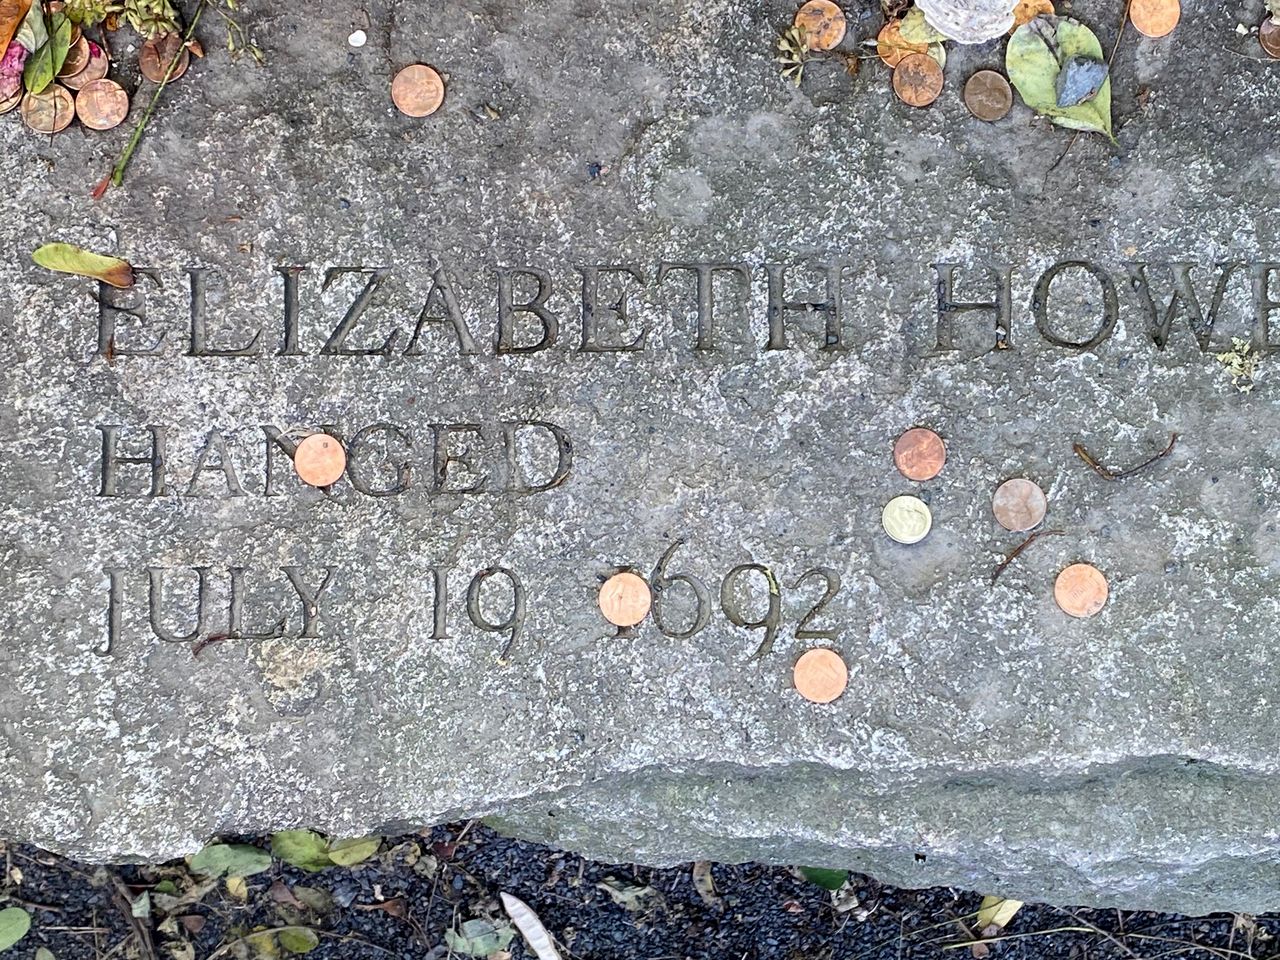 ELIZABETH HOWE
HANGED
JULY 19 1692